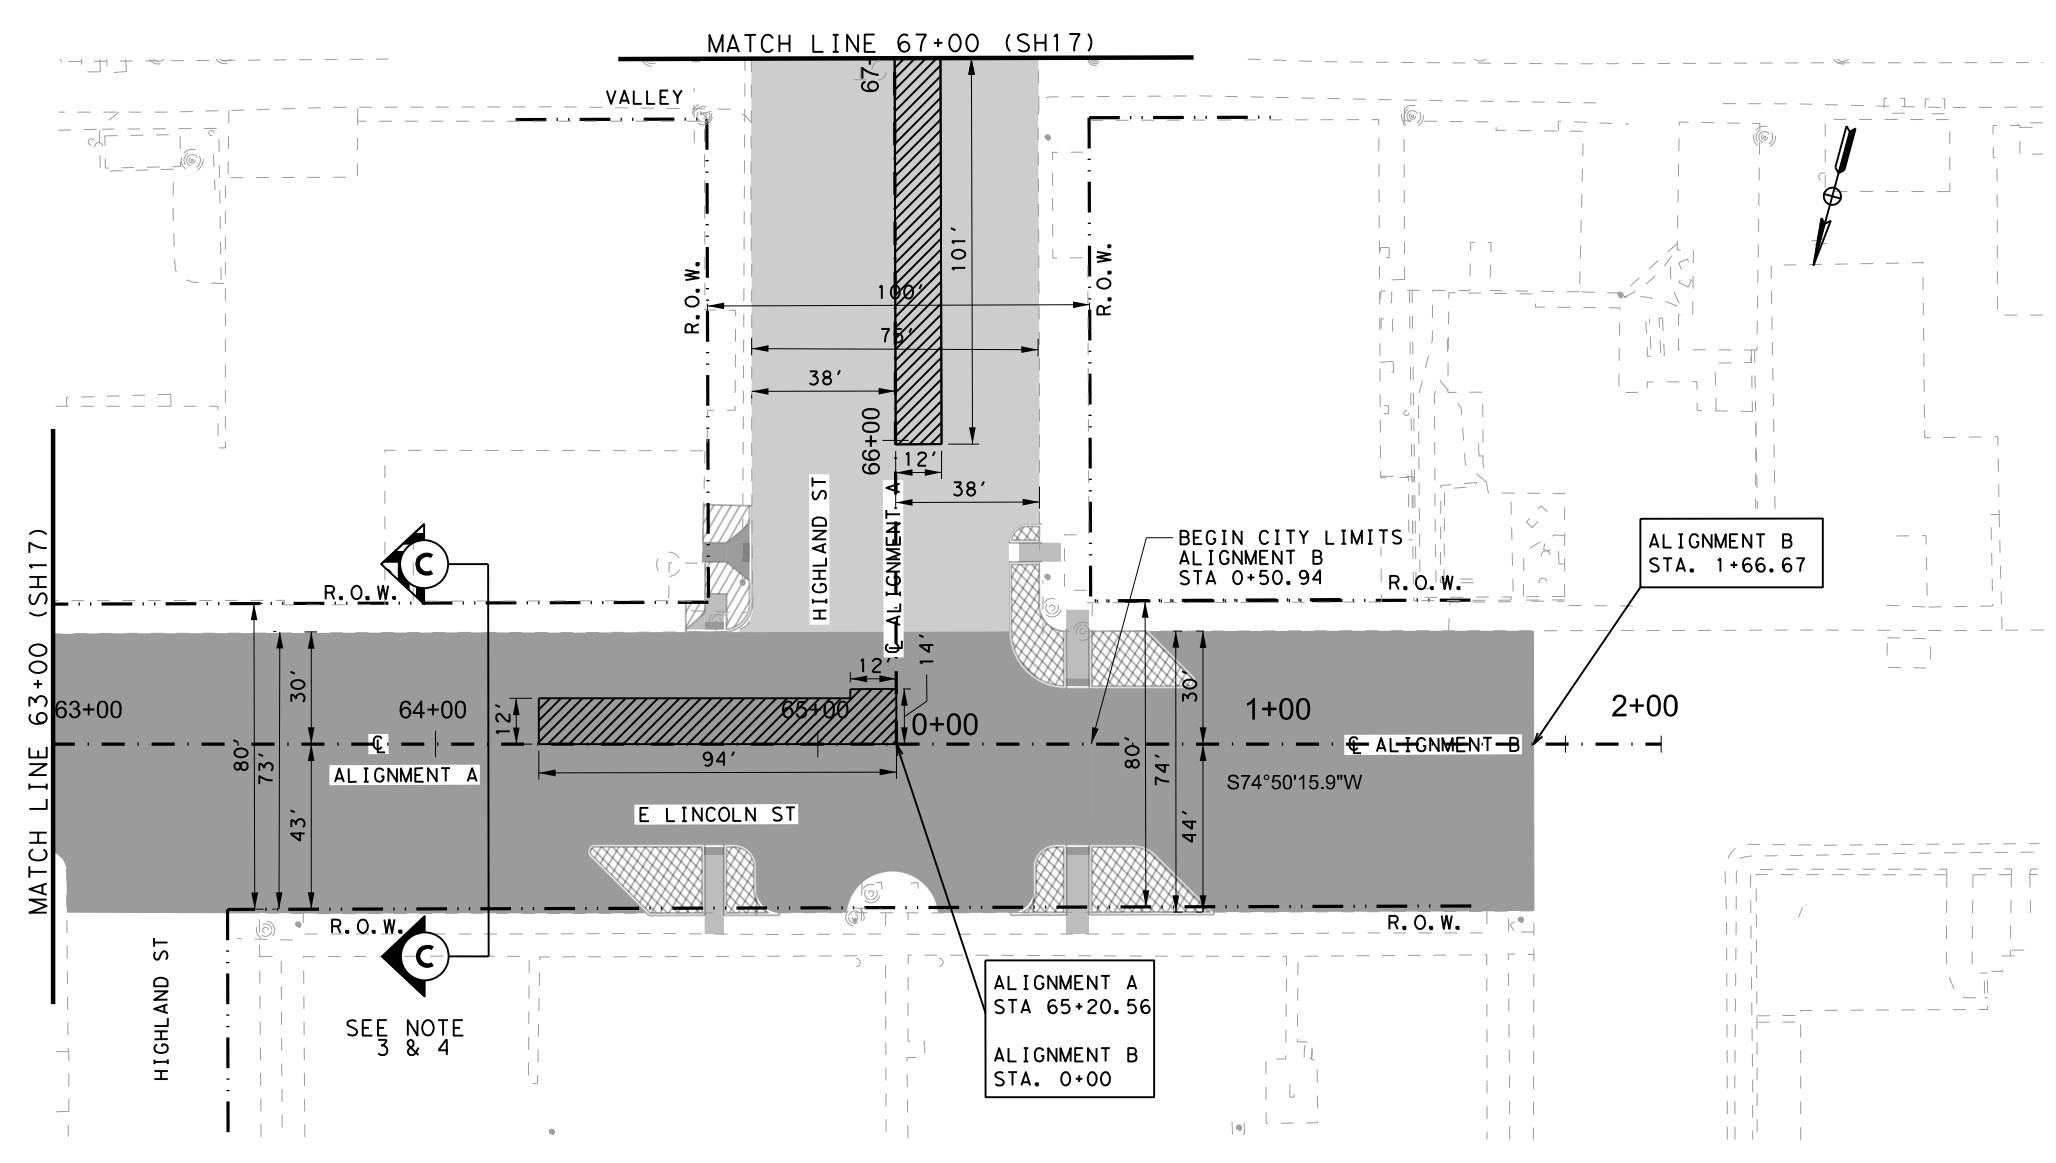 MATCH LINE 67+00 (SH17)
67-
VALLEY
R.O.W.
101'
R.O.W.
100'
75'
38'
66+00
12'
38'
HIGHLAND ST
℄ ALIGNMENT A
BEGIN CITY LIMITS
ALIGNMENT B
STA 0+50.94
R.O.W.
ALIGNMENT B
STA. 1+66.67
MATCH LINE 63+00 (SH17)
C
R.O.W.
80'
73'
30'
43'
63+00
64+00
65+00
12'
12'
14'
0+00
1+00
2+00
30'
80'
74'
44'
℄
ALIGNMENT A
94'
℄ ALIGNMENT B
S74°50'15.9"W
E LINCOLN ST
R.O.W.
R.O.W.
C
HIGHLAND ST
SEE NOTE
3 & 4
ALIGNMENT A
STA 65+20.56
ALIGNMENT B
STA. 0+00